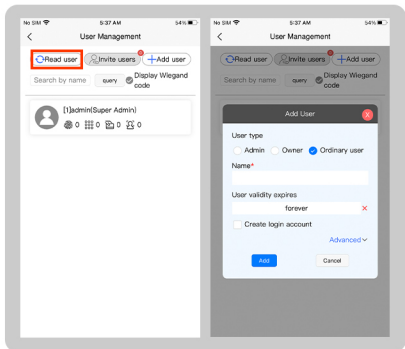 No SIM 5:37 AM 54%
User Management
Read user Invite users Add user
Search by name query Display Wiegand code
[1]admin(Super Admin)
0 0 0 0
No SIM 5:37 AM 54%
User Management
Read user Invite users Add user
Search by name query Display Wiegand code
Add User
User type
Admin Owner Ordinary user
Name*
User validity expires
forever
Create login account
Advanced
Add Cancel